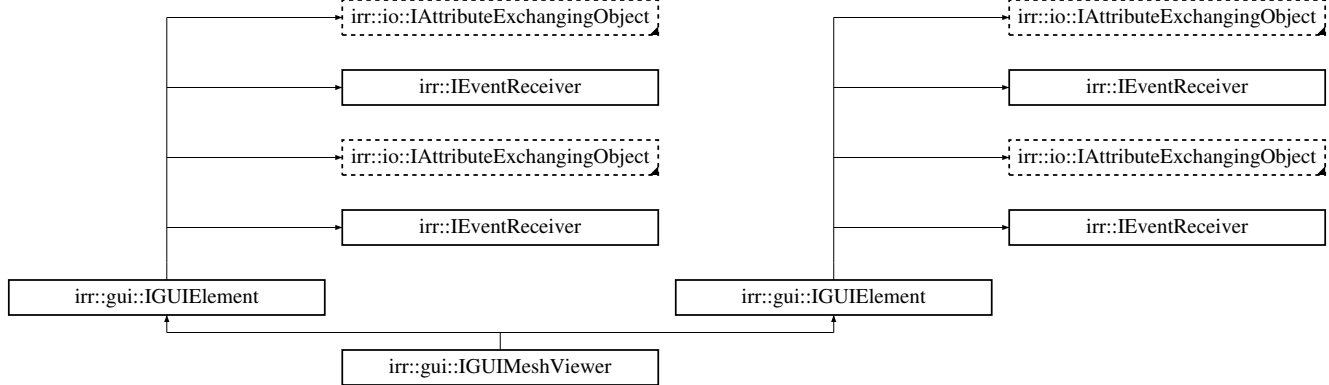 irr::io::IAttributeExchangingObject irr::io::IAttributeExchangingObject
irr::IEventReceiver irr::IEventReceiver
irr::io::IAttributeExchangingObject irr::io::IAttributeExchangingObject
irr::IEventReceiver irr::IEventReceiver
irr::gui::IGUIElement irr::gui::IGUIElement
irr::gui::IGUIMeshViewer